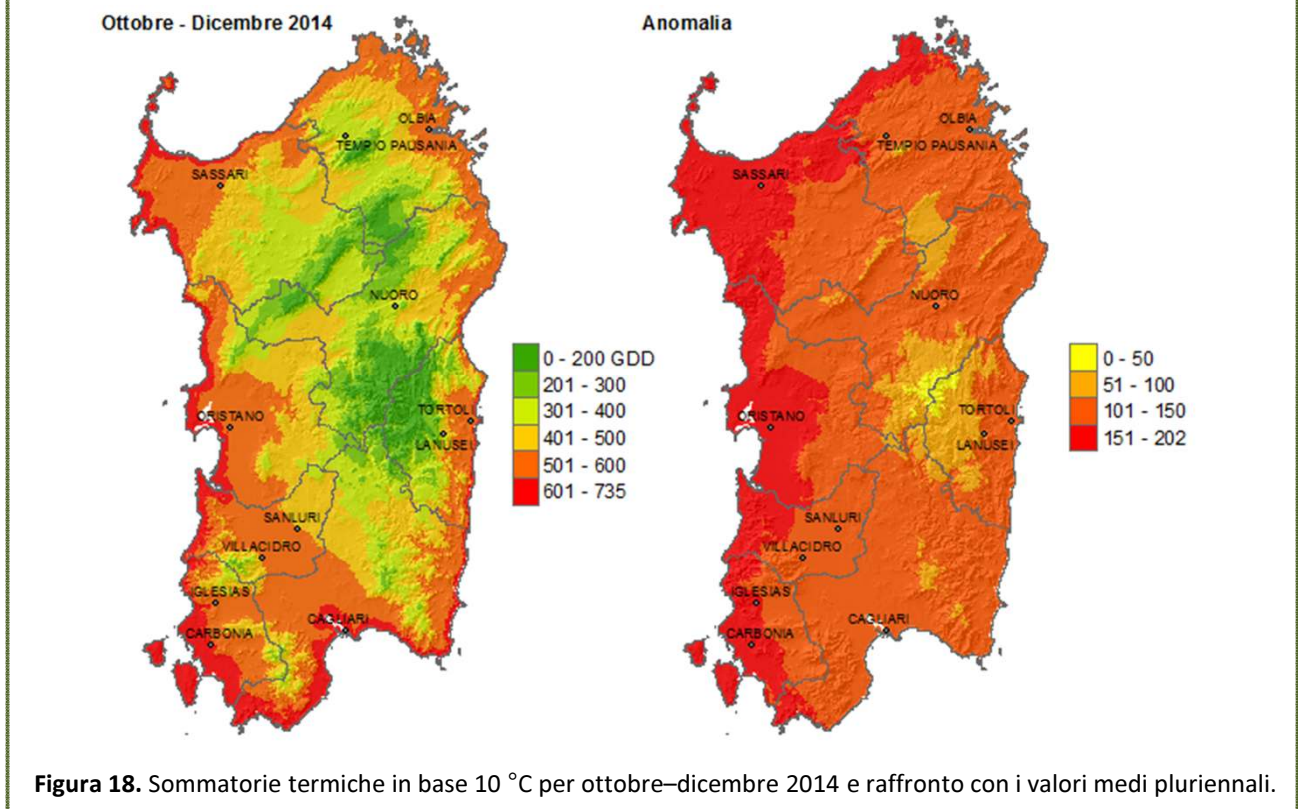 Ottobre - Dicembre 2014
OLBIA
TEMPIO PAUSANIA
SASSARI
NUORO
ORISTANO
TORTOLI
LANUSEI
SANLURI
VILLACIDRO
IGLESIAS
CAGLIARI
CARBONIA
0 - 200 GDD
201 - 300
301 - 400
401 - 500
501 - 600
601 - 735
Anomalia
OLBIA
TEMPIO PAUSANIA
SASSARI
NUORO
ORISTANO
TORTOLI
LANUSEI
SANLURI
VILLACIDRO
IGLESIAS
CAGLIARI
CARBONIA
0 - 50
51 - 100
101 - 150
151 - 202
Figura 18. Sommatorie termiche in base 10 °C per ottobre–dicembre 2014 e raffronto con i valori medi pluriennali.